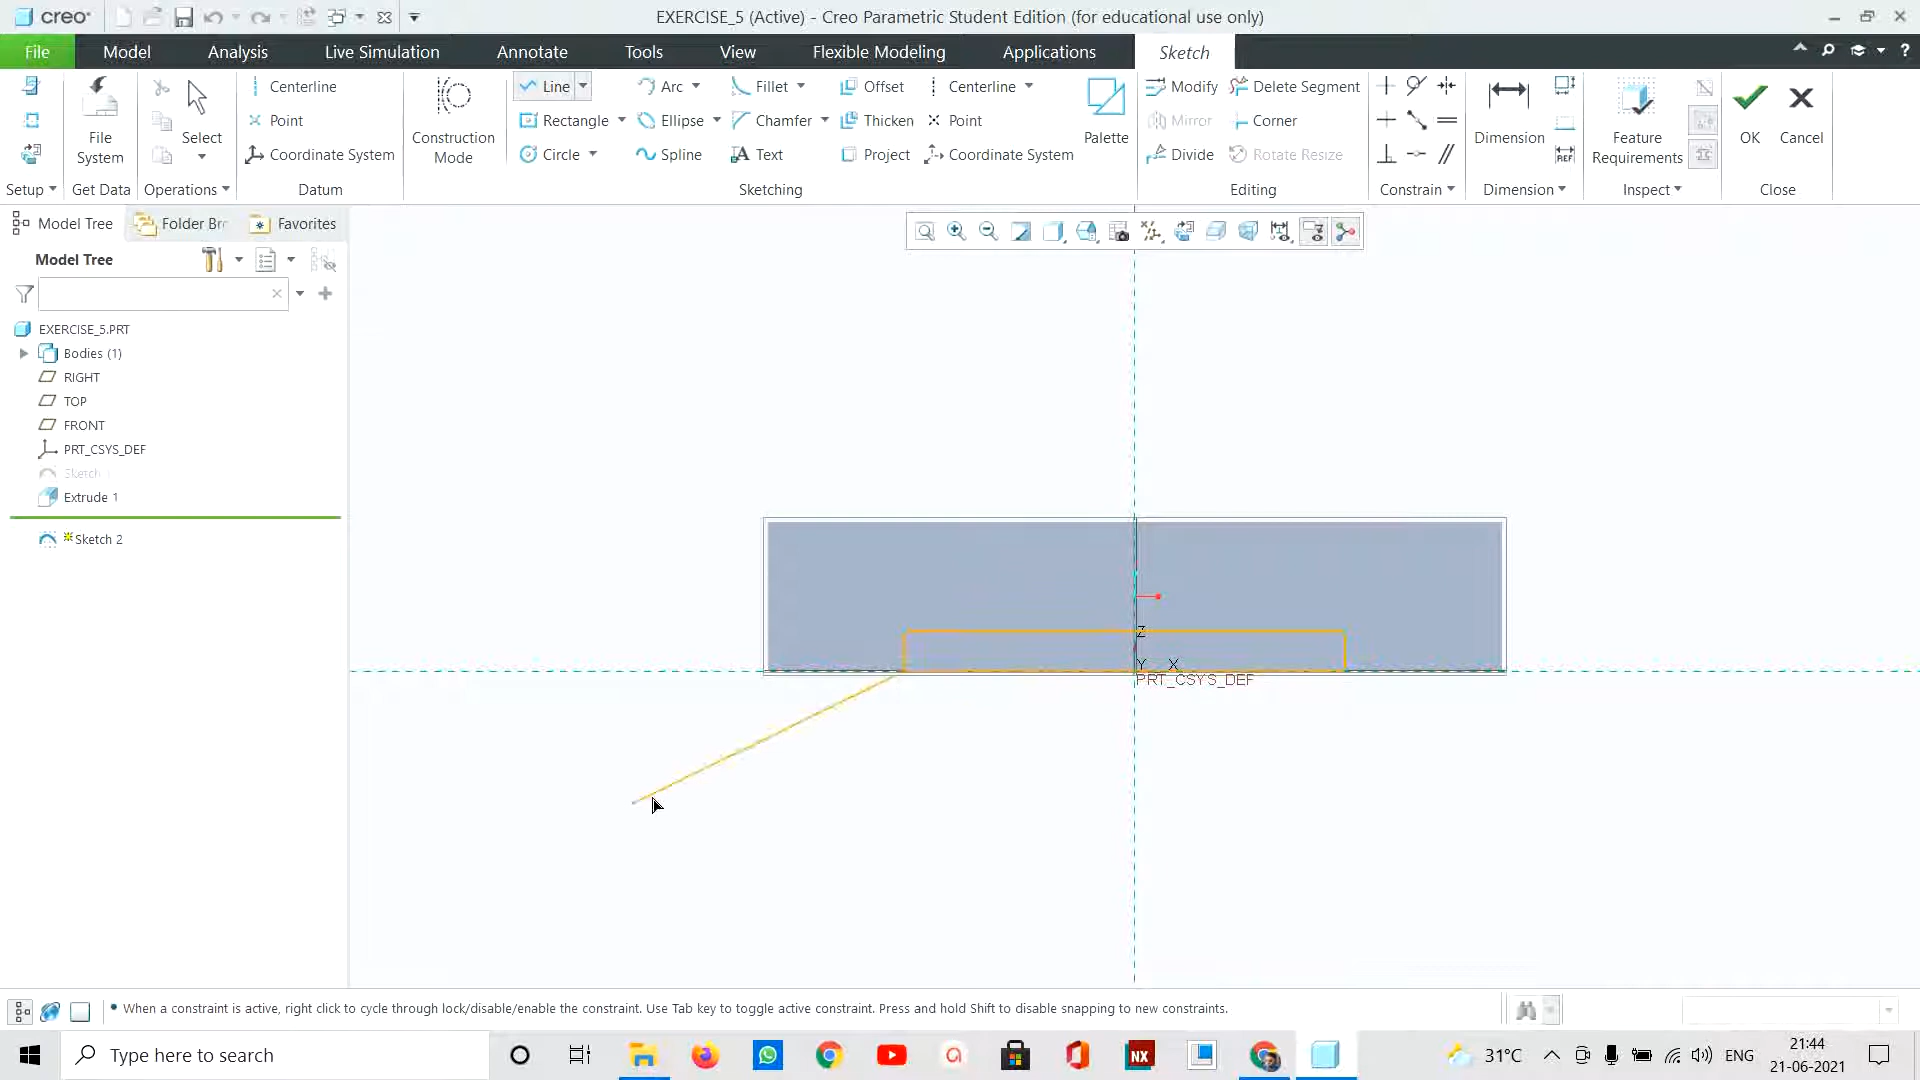 creo
EXERCISE_5 (Active) - Creo Parametric Student Edition (for educational use only)
File Model Analysis Live Simulation Annotate Tools View Flexible Modeling Applications Sketch
Centerline Line Arc Fillet Offset Centerline Modify Delete Segment
Point Rectangle Ellipse Chamfer Thicken Point Mirror Corner
File System Select Coordinate System Construction Mode Circle Spline Text Project Coordinate System Palette Divide Rotate Resize Dimension REF Feature Requirements OK Cancel
Setup Get Data Operations Datum Sketching Editing Constrain Dimension Inspect Close
Model Tree Folder Br Favorites
Model Tree
EXERCISE_5.PRT
Bodies (1)
RIGHT
TOP
FRONT
PRT_CSYS_DEF
Sketch
Extrude 1
Sketch 2
Z
Y X
PRT_CSYS_DEF
• When a constraint is active, right click to cycle through lock/disable/enable the constraint. Use Tab key to toggle active constraint. Press and hold Shift to disable snapping to new constraints.
Type here to search
NX
31°C
ENG
21:44
21-06-2021